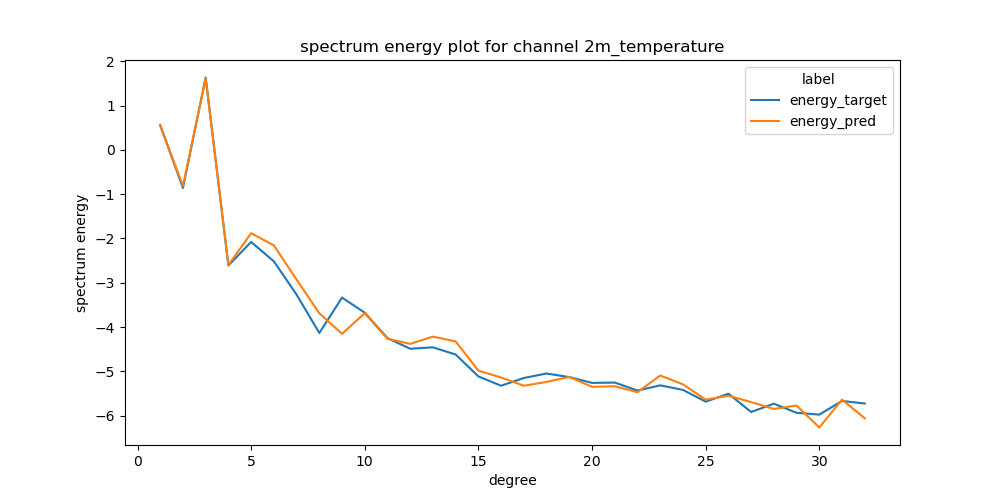 spectrum energy plot for channel 2m_temperature
label
energy_target
energy_pred
spectrum energy
2
1
0
−1
−2
−3
−4
−5
−6
0
5
10
15
20
25
30
degree